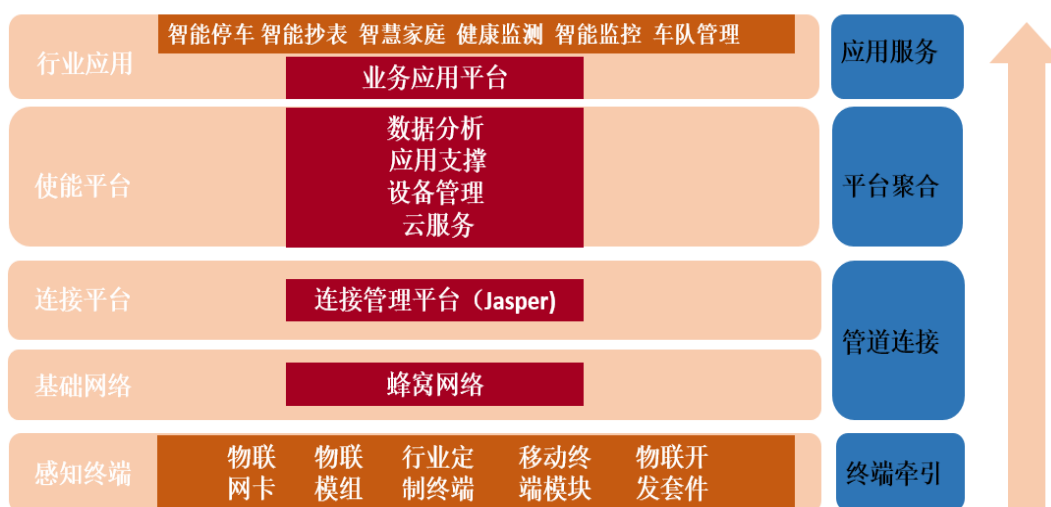 智能停车 智能抄表 智慧家庭 健康监测 智能监控 车队管理
行业应用
业务应用平台
应用服务
数据分析
应用支撑
使能平台
设备管理
云服务
平台聚合
连接平台
连接管理平台（Jasper)
管道连接
基础网络
蜂窝网络
感知终端
物联
网卡
物联
模组
行业定
制终端
移动终
端模块
物联开
发套件
终端牵引